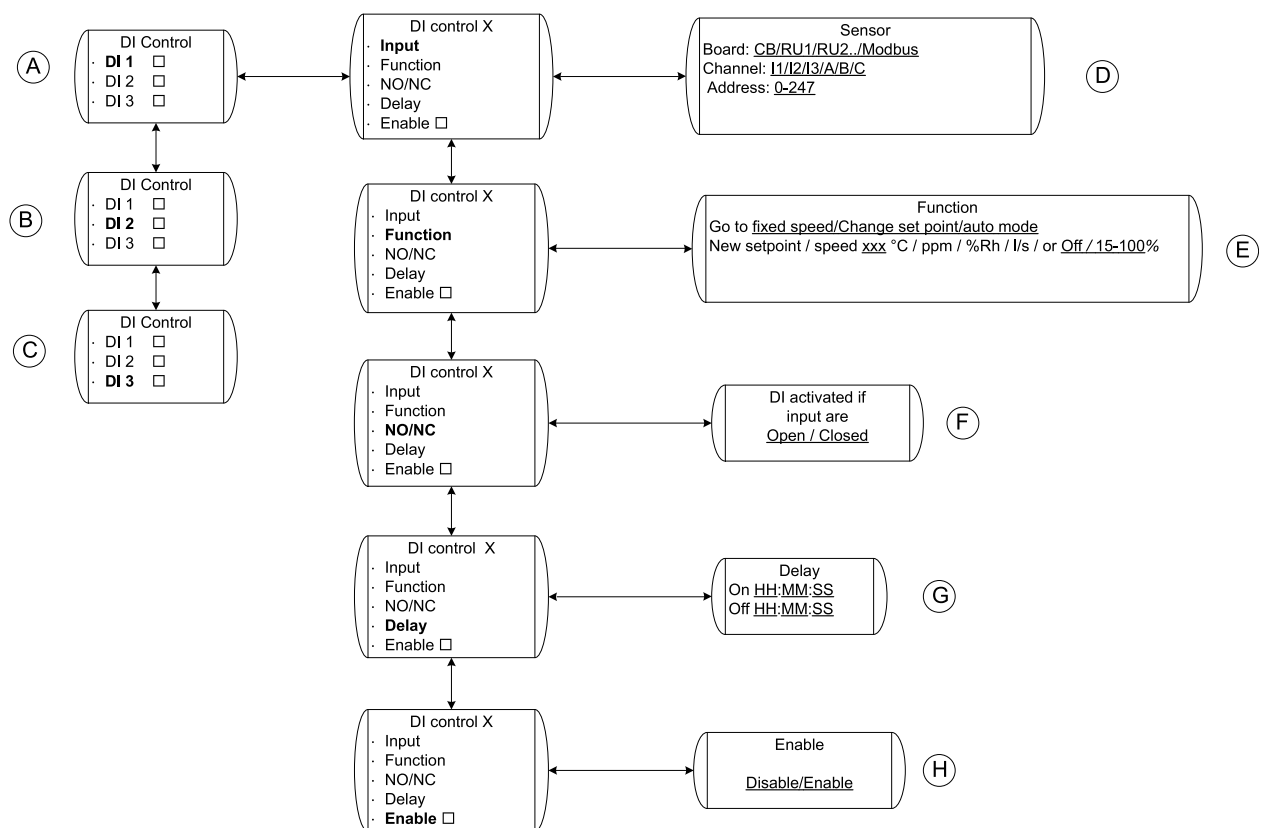 A
DI Control
· DI 1 ☐
· DI 2 ☐
· DI 3 ☐
DI control X
· Input
· Function
· NO/NC
· Delay
· Enable ☐
Sensor
Board: CB/RU1/RU2../Modbus
Channel: I1/I2/I3/A/B/C
Address: 0-247
D
B
DI Control
· DI 1 ☐
· DI 2 ☐
· DI 3 ☐
DI control X
· Input
· Function
· NO/NC
· Delay
· Enable ☐
Function
Go to fixed speed/Change set point/auto mode
New setpoint / speed xxx °C / ppm / %Rh / l/s / or Off / 15-100%
E
C
DI Control
· DI 1 ☐
· DI 2 ☐
· DI 3 ☐
DI control X
· Input
· Function
· NO/NC
· Delay
· Enable ☐
DI activated if
input are
Open / Closed
F
DI control X
· Input
· Function
· NO/NC
· Delay
· Enable ☐
Delay
On HH:MM:SS
Off HH:MM:SS
G
DI control X
· Input
· Function
· NO/NC
· Delay
· Enable ☐
Enable
Disable/Enable
H